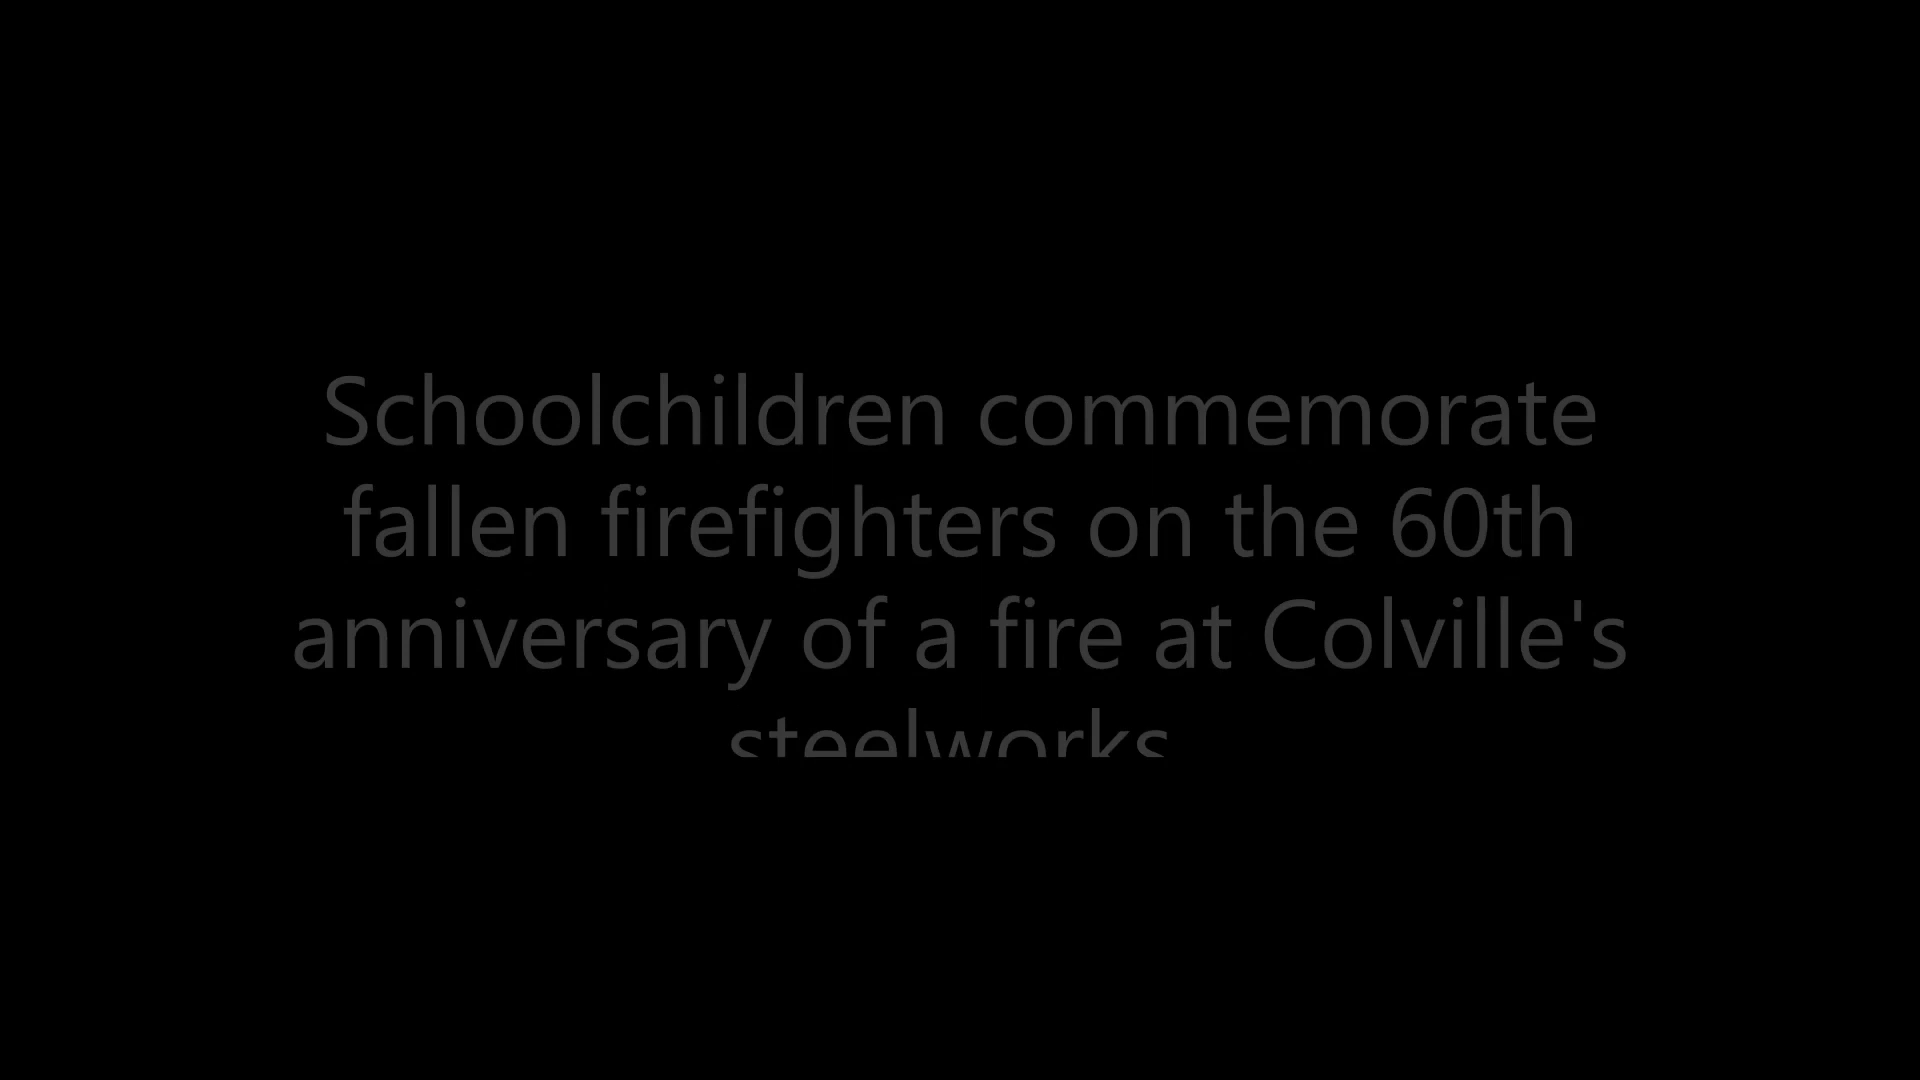 Schoolchildren commemorate
fallen firefighters on the 60th
anniversary of a fire at Colville's
steelworks